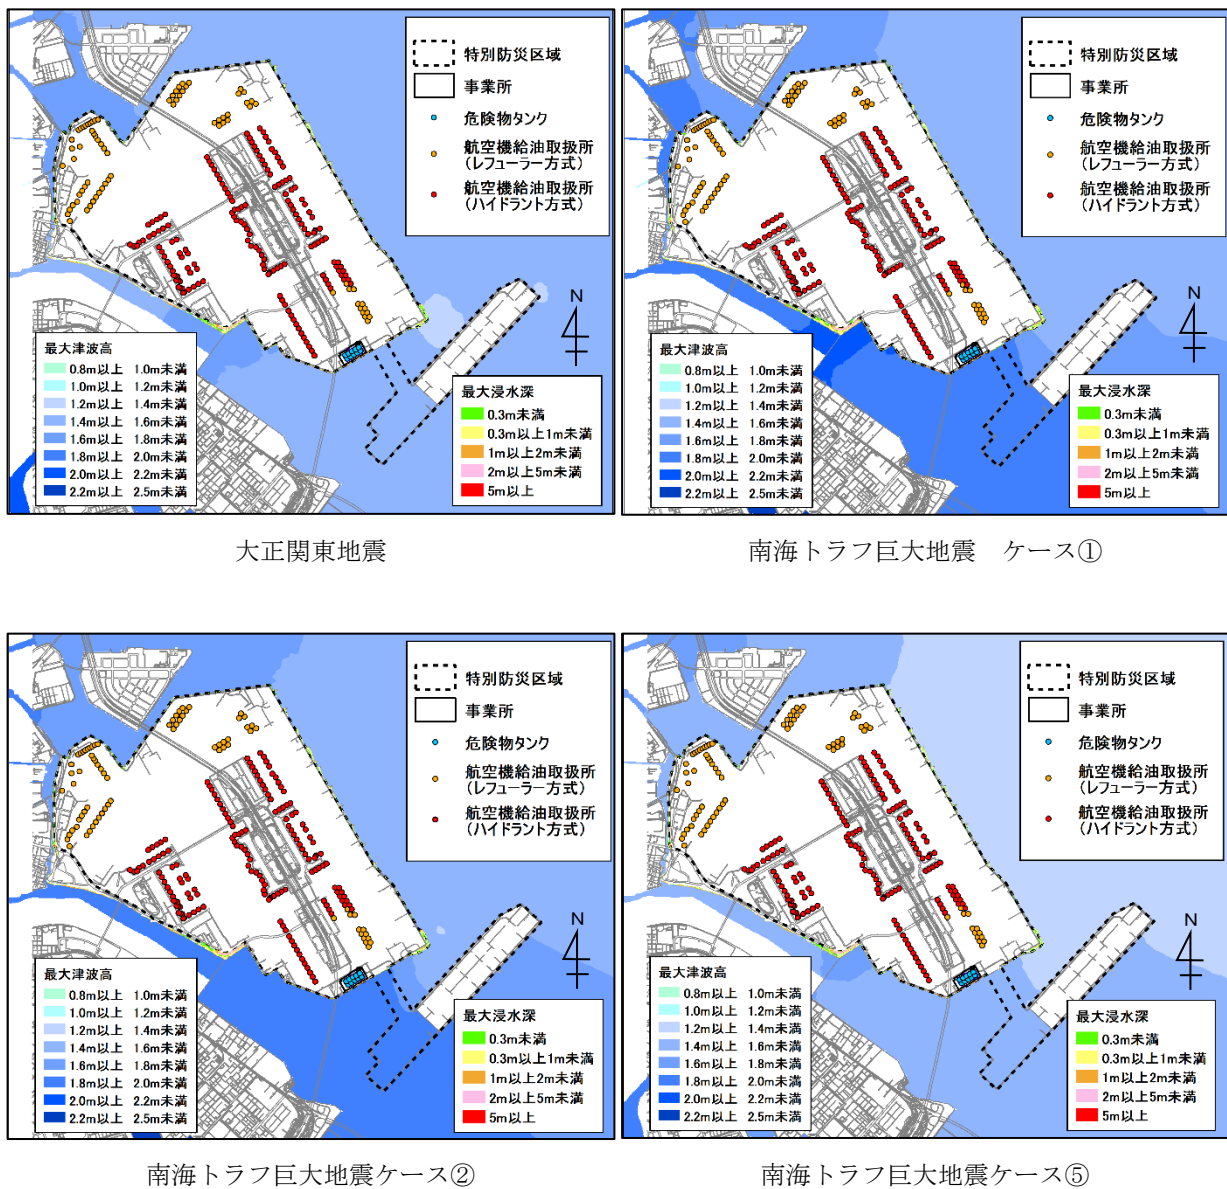 特別防災区域
事業所
危険物タンク
航空機給油取扱所
(レフューラー方式)
航空機給油取扱所
(ハイドラント方式)
N
最大津波高
0.8m以上 1.0m未満
1.0m以上 1.2m未満
1.2m以上 1.4m未満
1.4m以上 1.6m未満
1.6m以上 1.8m未満
1.8m以上 2.0m未満
2.0m以上 2.2m未満
2.2m以上 2.5m未満
最大浸水深
0.3m未満
0.3m以上1m未満
1m以上2m未満
2m以上5m未満
5m以上
大正関東地震
特別防災区域
事業所
危険物タンク
航空機給油取扱所
(レフューラー方式)
航空機給油取扱所
(ハイドラント方式)
N
最大津波高
0.8m以上 1.0m未満
1.0m以上 1.2m未満
1.2m以上 1.4m未満
1.4m以上 1.6m未満
1.6m以上 1.8m未満
1.8m以上 2.0m未満
2.0m以上 2.2m未満
2.2m以上 2.5m未満
最大浸水深
0.3m未満
0.3m以上1m未満
1m以上2m未満
2m以上5m未満
5m以上
南海トラフ巨大地震 ケース①
特別防災区域
事業所
危険物タンク
航空機給油取扱所
(レフューラー方式)
航空機給油取扱所
(ハイドラント方式)
N
最大津波高
0.8m以上 1.0m未満
1.0m以上 1.2m未満
1.2m以上 1.4m未満
1.4m以上 1.6m未満
1.6m以上 1.8m未満
1.8m以上 2.0m未満
2.0m以上 2.2m未満
2.2m以上 2.5m未満
最大浸水深
0.3m未満
0.3m以上1m未満
1m以上2m未満
2m以上5m未満
5m以上
南海トラフ巨大地震ケース②
特別防災区域
事業所
危険物タンク
航空機給油取扱所
(レフューラー方式)
航空機給油取扱所
(ハイドラント方式)
N
最大津波高
0.8m以上 1.0m未満
1.0m以上 1.2m未満
1.2m以上 1.4m未満
1.4m以上 1.6m未満
1.6m以上 1.8m未満
1.8m以上 2.0m未満
2.0m以上 2.2m未満
2.2m以上 2.5m未満
最大浸水深
0.3m未満
0.3m以上1m未満
1m以上2m未満
2m以上5m未満
5m以上
南海トラフ巨大地震ケース⑤